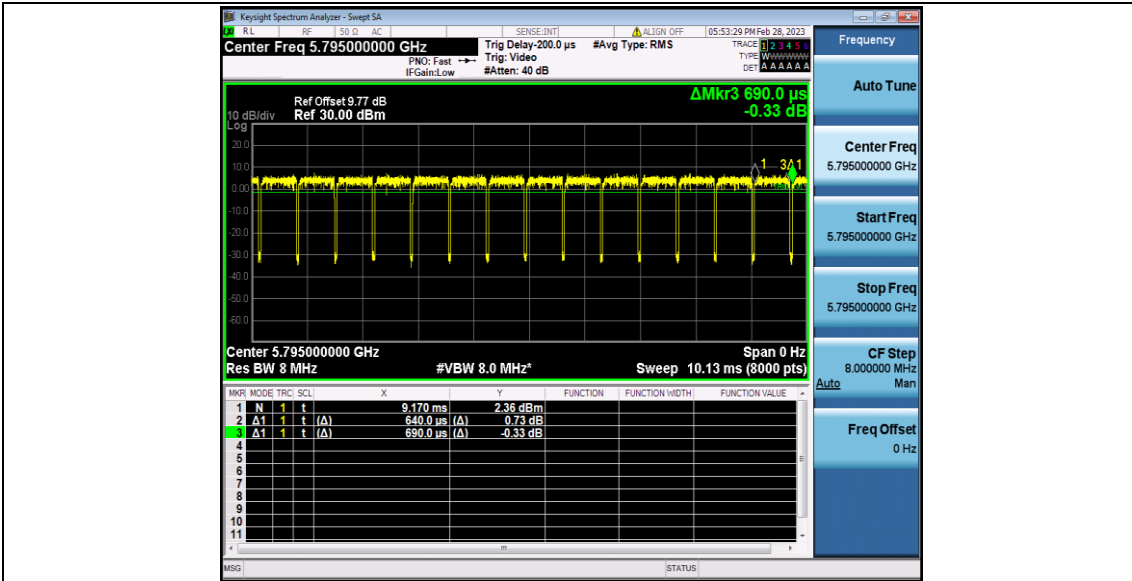 Keysight Spectrum Analyzer - Swept SA
RL RF 50 Ω AC SENSE:INT ALIGN OFF 05:53:29 PM Feb 28, 2023
Center Freq 5.795000000 GHz Trig Delay-200.0 µs #Avg Type: RMS TRACE 1 2 3 4 5 6
PNO: Fast Trig: Video TYPE WWWWWW
IFGain:Low #Atten: 40 dB DET A A A A A A
ΔMkr3 690.0 µs
-0.33 dB
Ref Offset 9.77 dB
10 dB/div Ref 30.00 dBm
Log
20.0
10.0
0.00
-10.0
-20.0
-30.0
-40.0
-50.0
-60.0
1 3Δ1
Center 5.795000000 GHz Span 0 Hz
Res BW 8 MHz #VBW 8.0 MHz* Sweep 10.13 ms (8000 pts)
MKR MODE TRC SCL X Y FUNCTION FUNCTION WIDTH FUNCTION VALUE
1 N 1 t 9.170 ms 2.36 dBm
2 Δ1 1 t (Δ) 640.0 µs (Δ) 0.73 dB
3 Δ1 1 t (Δ) 690.0 µs (Δ) -0.33 dB
4
5
6
7
8
9
10
11
MSG STATUS
Frequency
Auto Tune
Center Freq
5.795000000 GHz
Start Freq
5.795000000 GHz
Stop Freq
5.795000000 GHz
CF Step
8.000000 MHz
Auto Man
Freq Offset
0 Hz